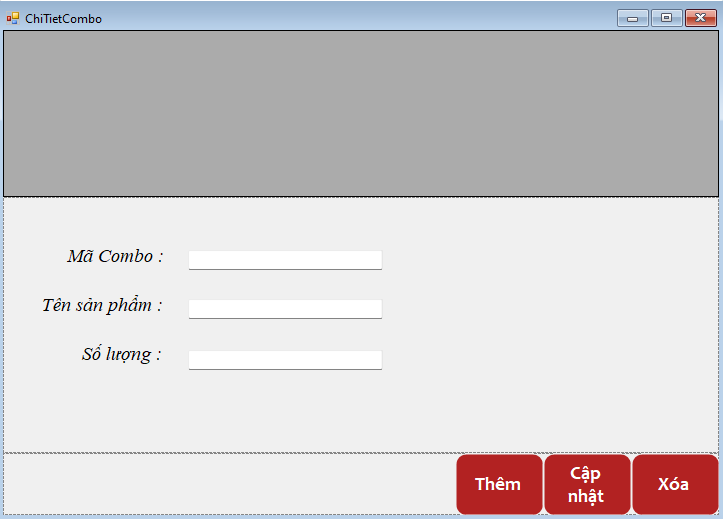 ChiTietCombo
Mã Combo :
Tên sản phẩm :
Số lượng :
Thêm
Cập
nhật
Xóa